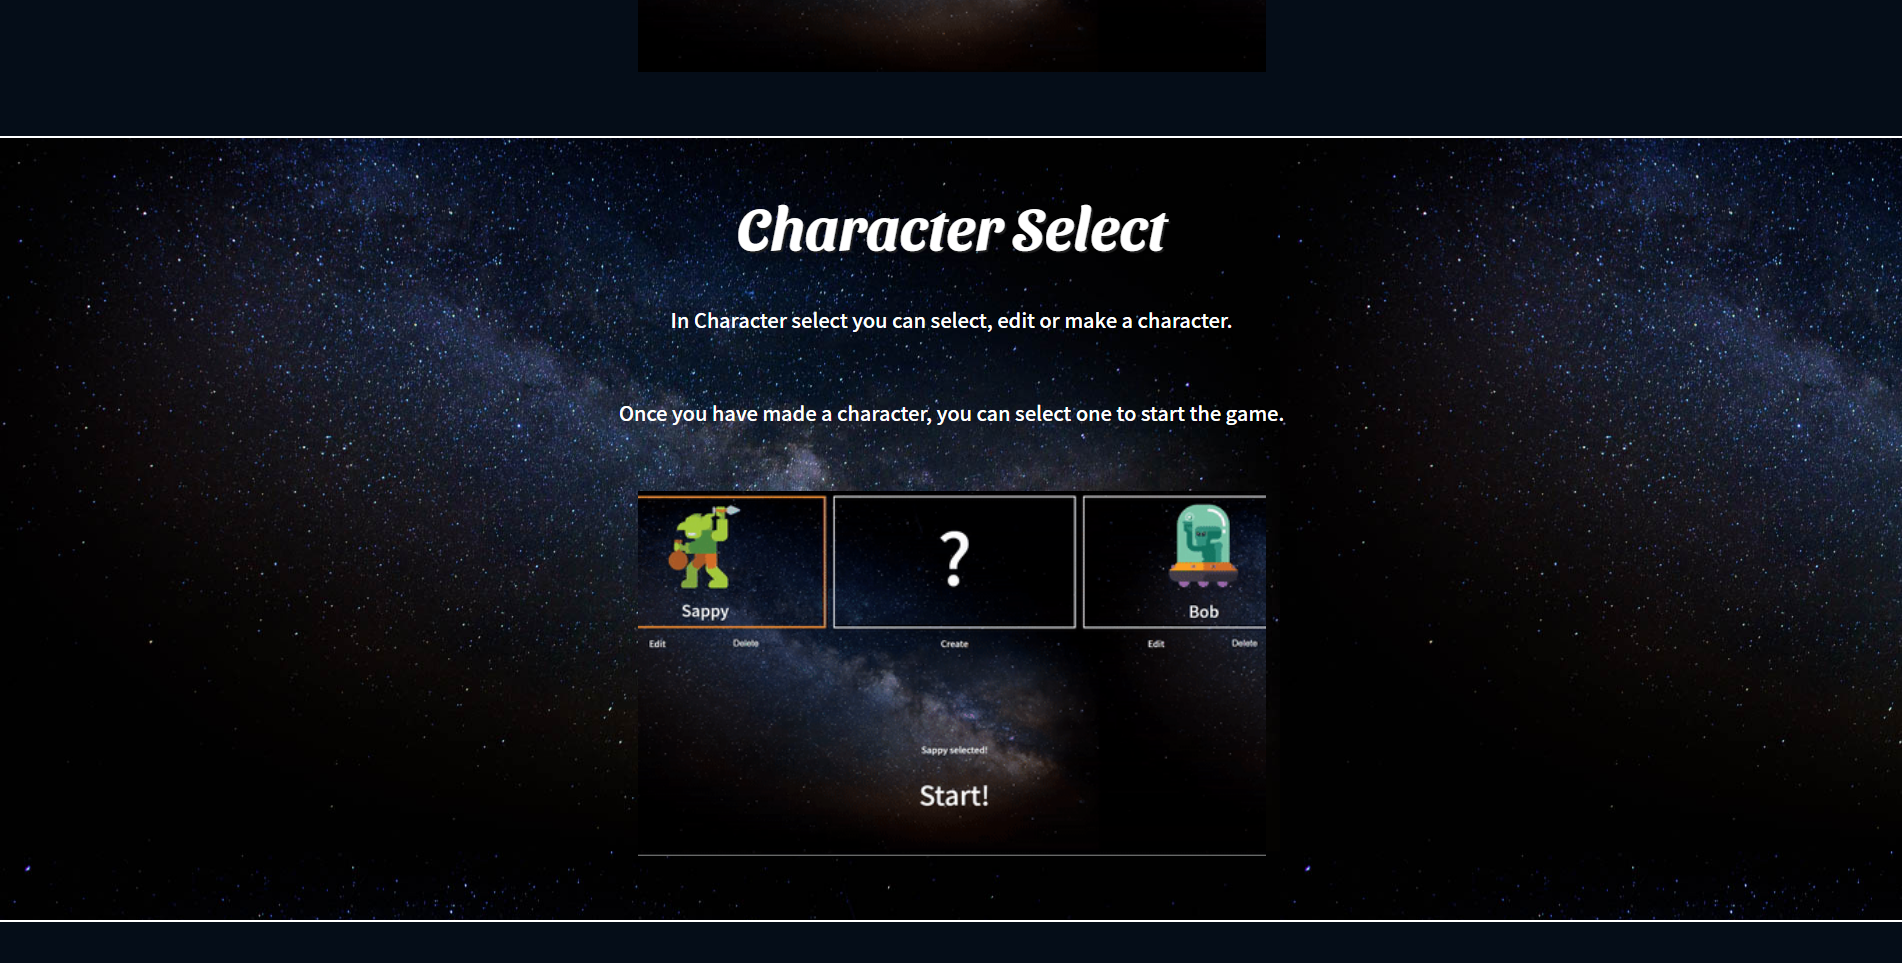 Character Select
In Character select you can select, edit or make a character.
Once you have made a character, you can select one to start the game.
?
Sappy
Bob
Edit
Delete
Create
Edit
Delete
Sappy selected!
Start!